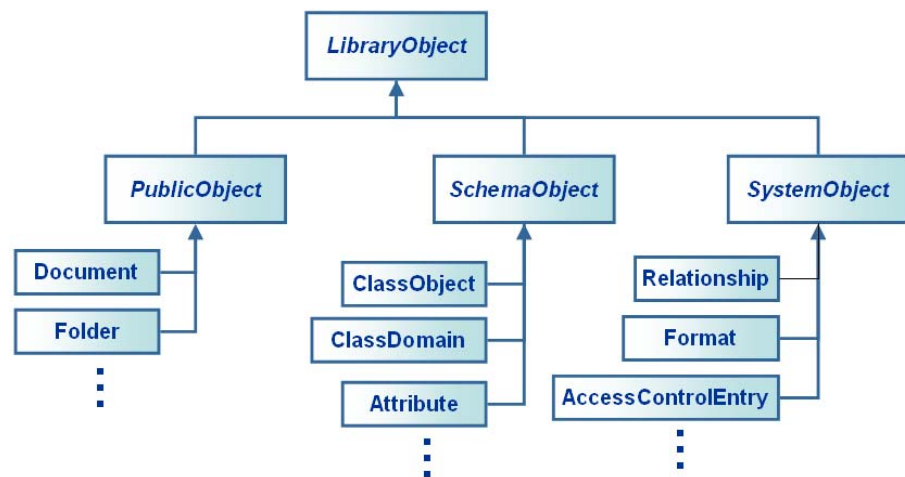 LibraryObject
PublicObject
SchemaObject
SystemObject
Document
Folder
ClassObject
ClassDomain
Attribute
Relationship
Format
AccessControlEntry